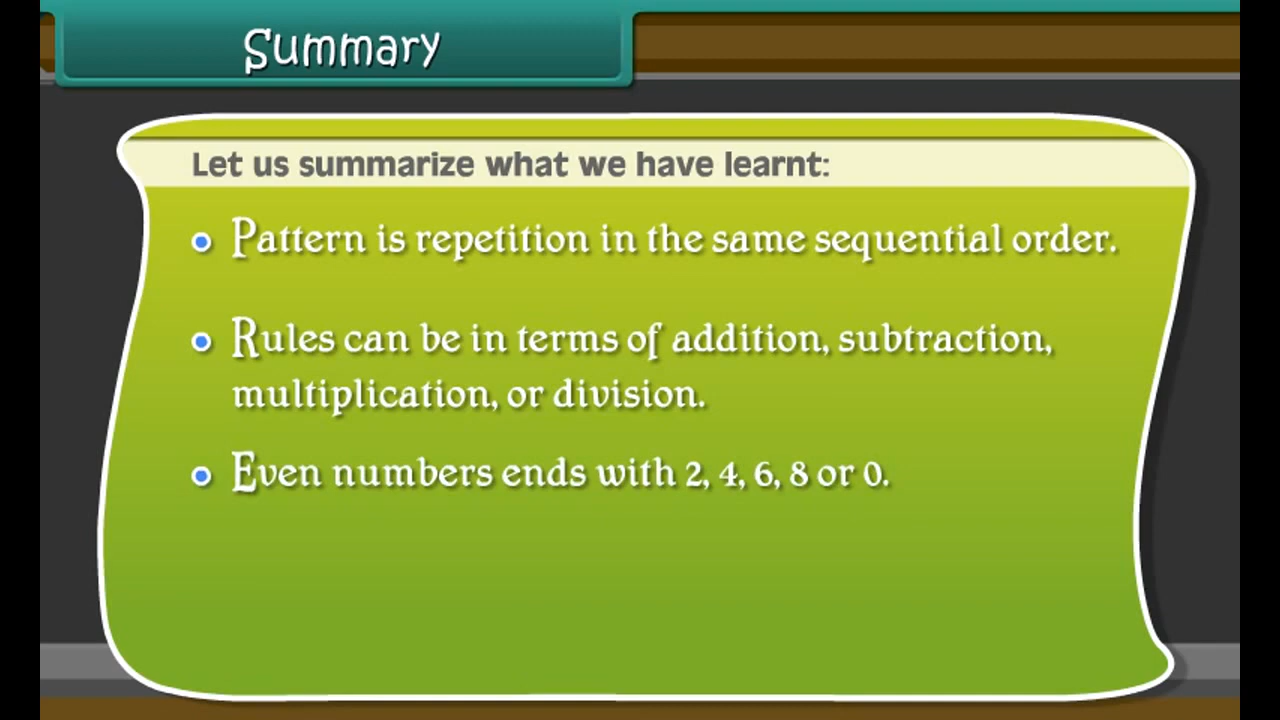 Summary
Let us summarize what we have learnt:
Pattern is repetition in the same sequential order.
Rules can be in terms of addition, subtraction,
multiplication, or division.
Even numbers ends with 2, 4, 6, 8 or 0.